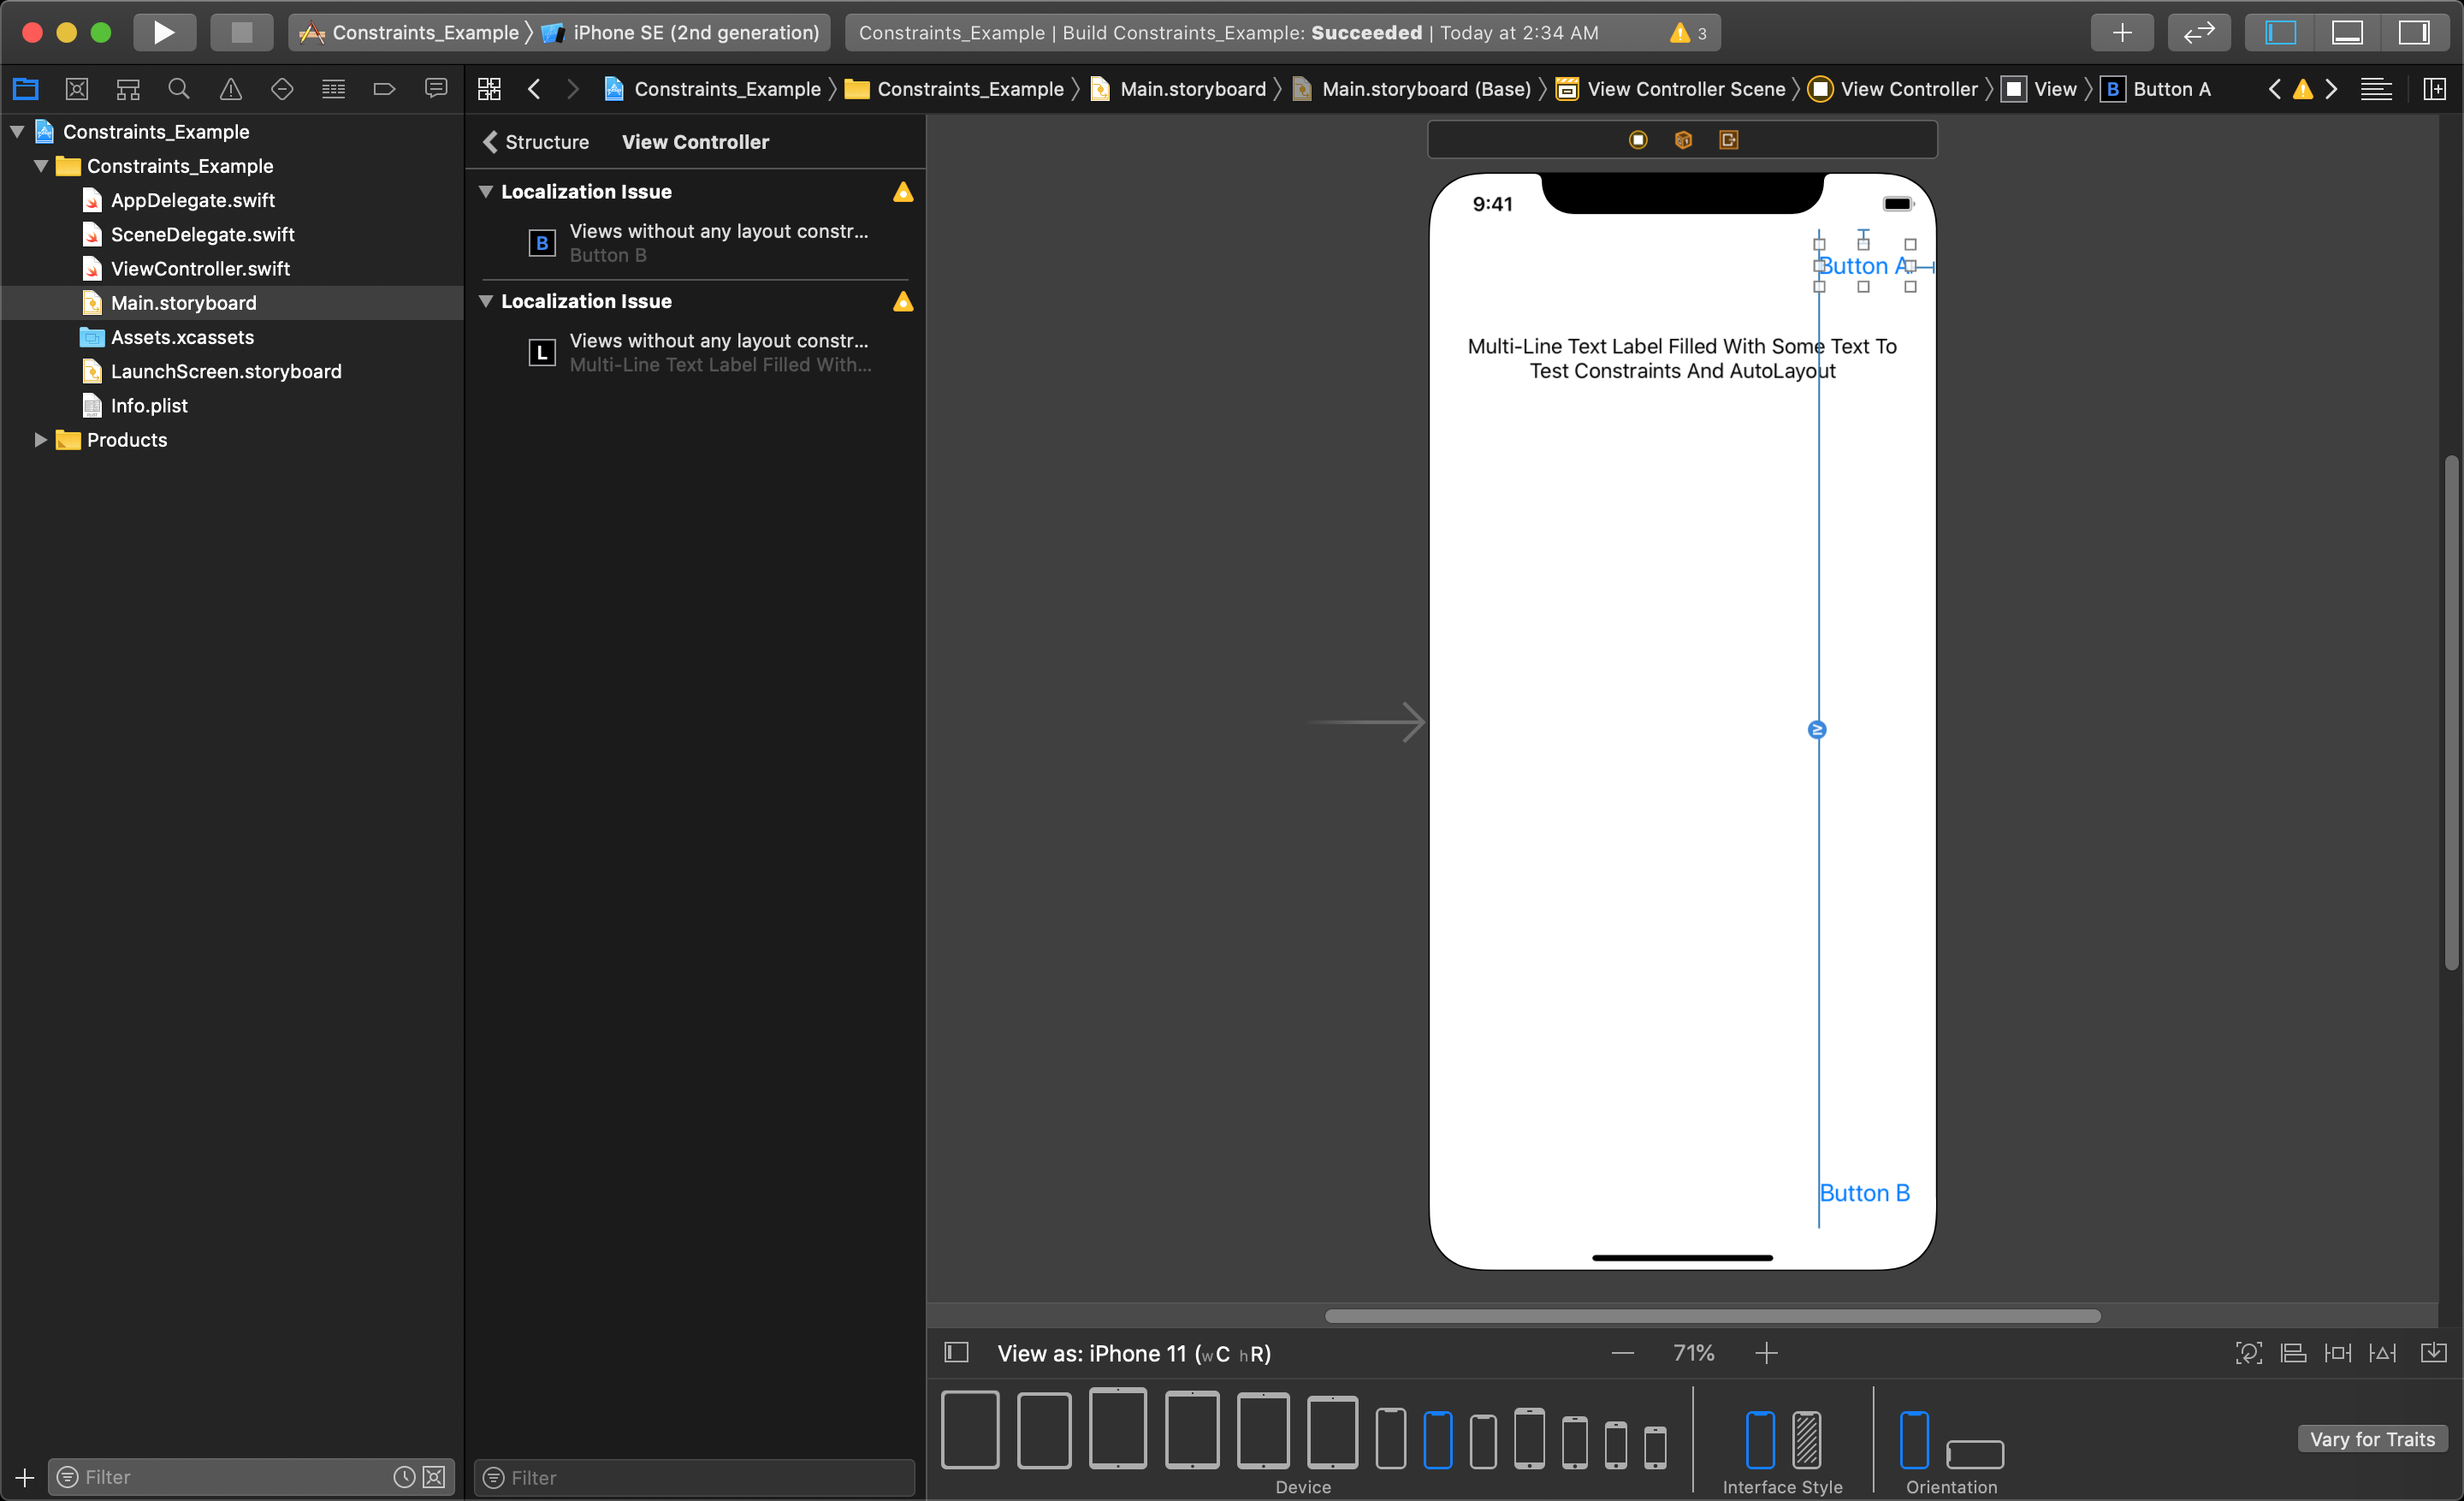 Constraints_Example
iPhone SE (2nd generation)
Constraints_Example | Build Constraints_Example: Succeeded | Today at 2:34 AM
3
Constraints_Example
Constraints_Example
Main.storyboard
Main.storyboard (Base)
View Controller Scene
View Controller
View
B
Button A
Constraints_Example
Constraints_Example
AppDelegate.swift
SceneDelegate.swift
ViewController.swift
Main.storyboard
Assets.xcassets
LaunchScreen.storyboard
Info.plist
Products
Filter
Structure
View Controller
Localization Issue
B
Views without any layout constr...
Button B
Localization Issue
L
Views without any layout constr...
Multi-Line Text Label Filled With...
Filter
9:41
Button A
Multi-Line Text Label Filled With Some Text To
Test Constraints And AutoLayout
Button B
View as: iPhone 11 (wC hR)
71%
Device
Interface Style
Orientation
Vary for Traits